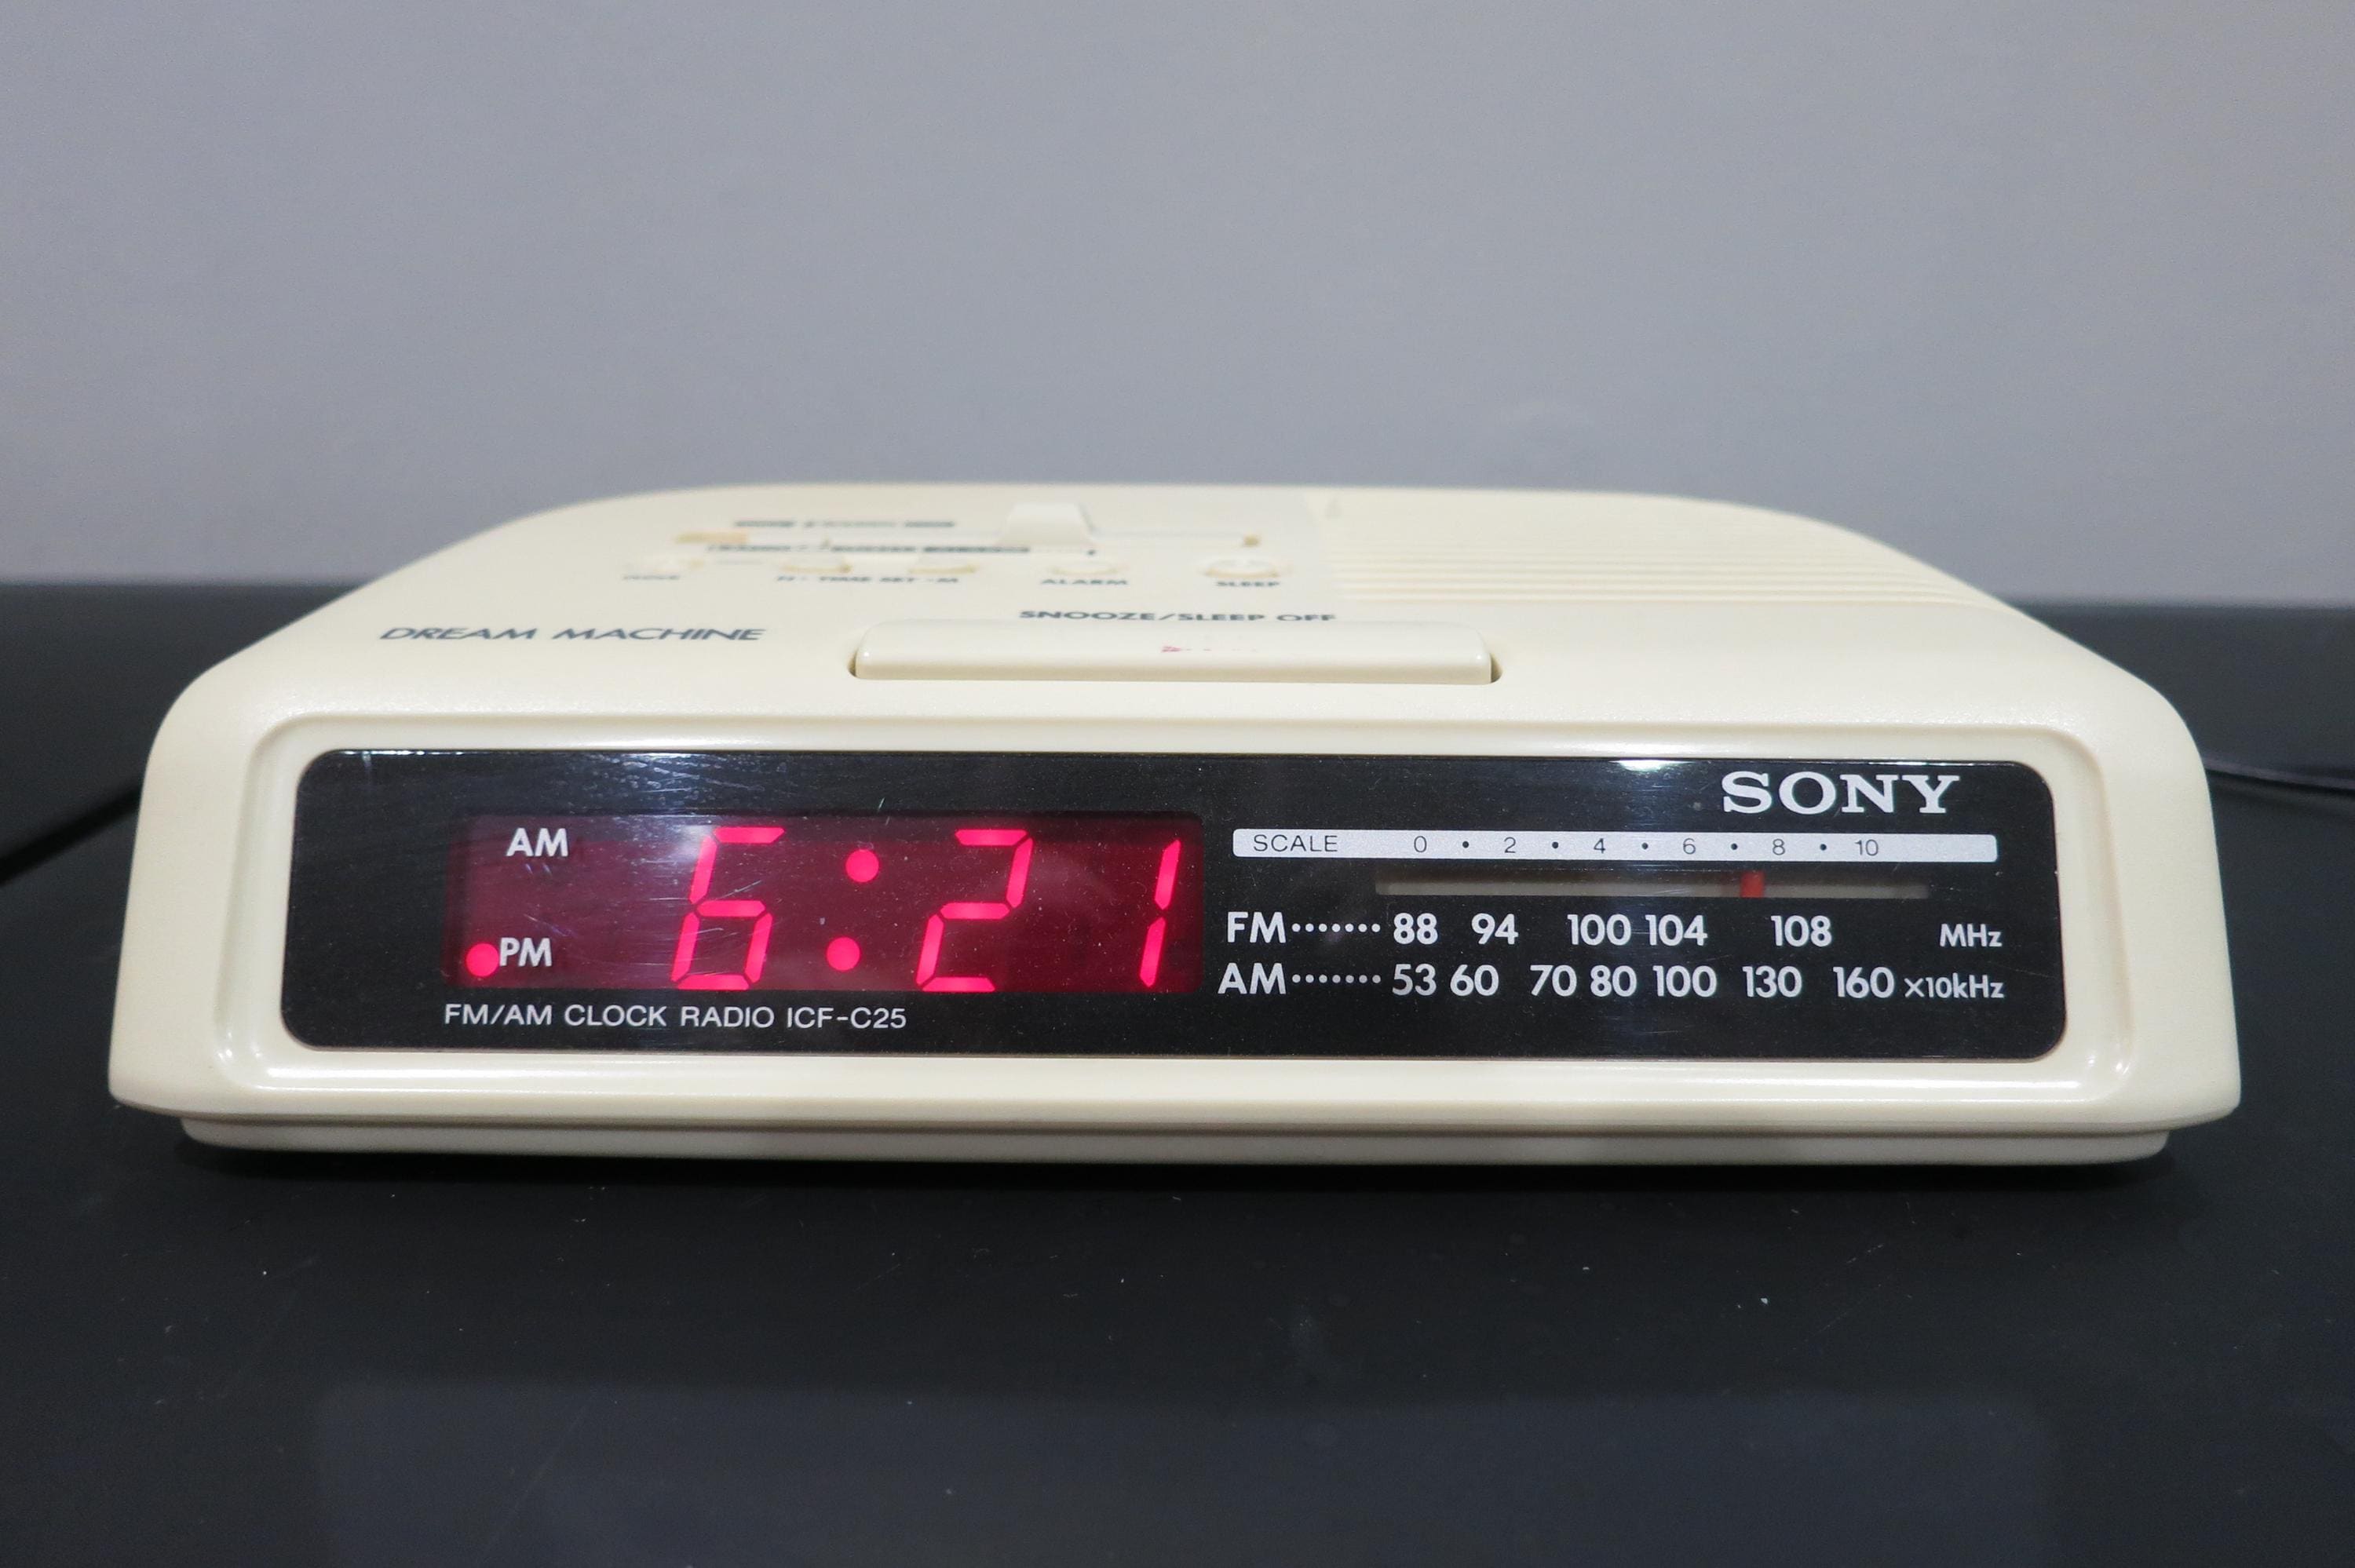 H · TIME SET · M ALARM SLEEP
SNOOZE/SLEEP OFF
DREAM MACHINE
SONY
SCALE 0 • 2 • 4 • 6 • 8 • 10
AM
6:21
PM
FM········88 94 100 104 108 MHz
AM········53 60 70 80 100 130 160 ×10kHz
FM/AM CLOCK RADIO ICF-C25